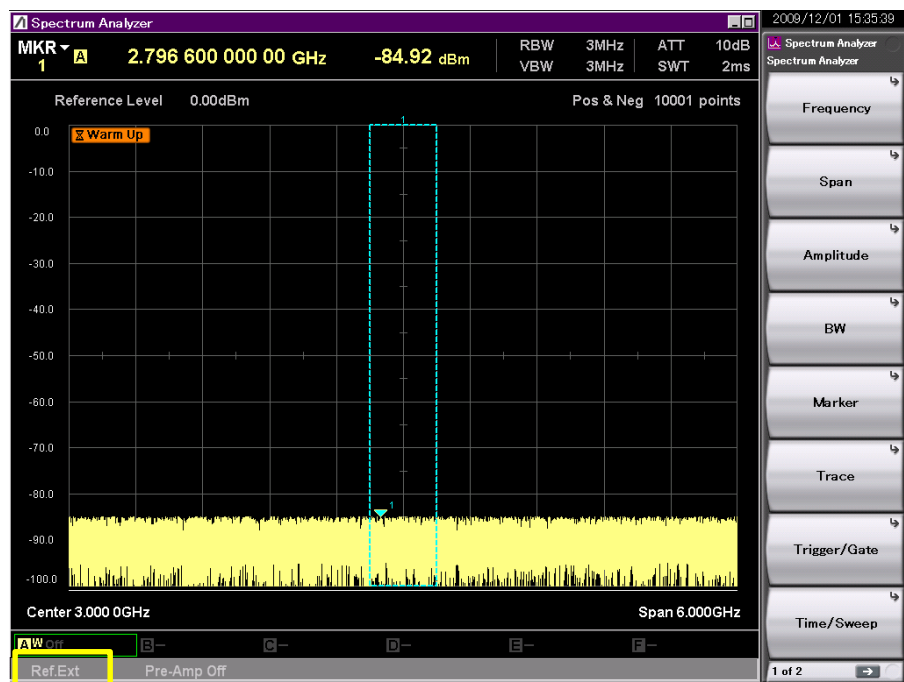 Spectrum Analyzer
2009/12/01 15:35:39
MKR 1 A 2.796 600 000 00 GHz -84.92 dBm
RBW 3MHz ATT 10dB
VBW 3MHz SWT 2ms
Spectrum Analyzer
Spectrum Analyzer
Reference Level 0.00dBm Pos & Neg 10001 points
Warm Up
1
0.0
-10.0
-20.0
-30.0
-40.0
-50.0
-60.0
-70.0
-80.0
1
-90.0
-100.0
Center 3.000 0GHz Span 6.000GHz
A W Off B -- C -- D -- E -- F --
Ref.Ext Pre-Amp Off
Frequency
Span
Amplitude
BW
Marker
Trace
Trigger/Gate
Time/Sweep
1 of 2